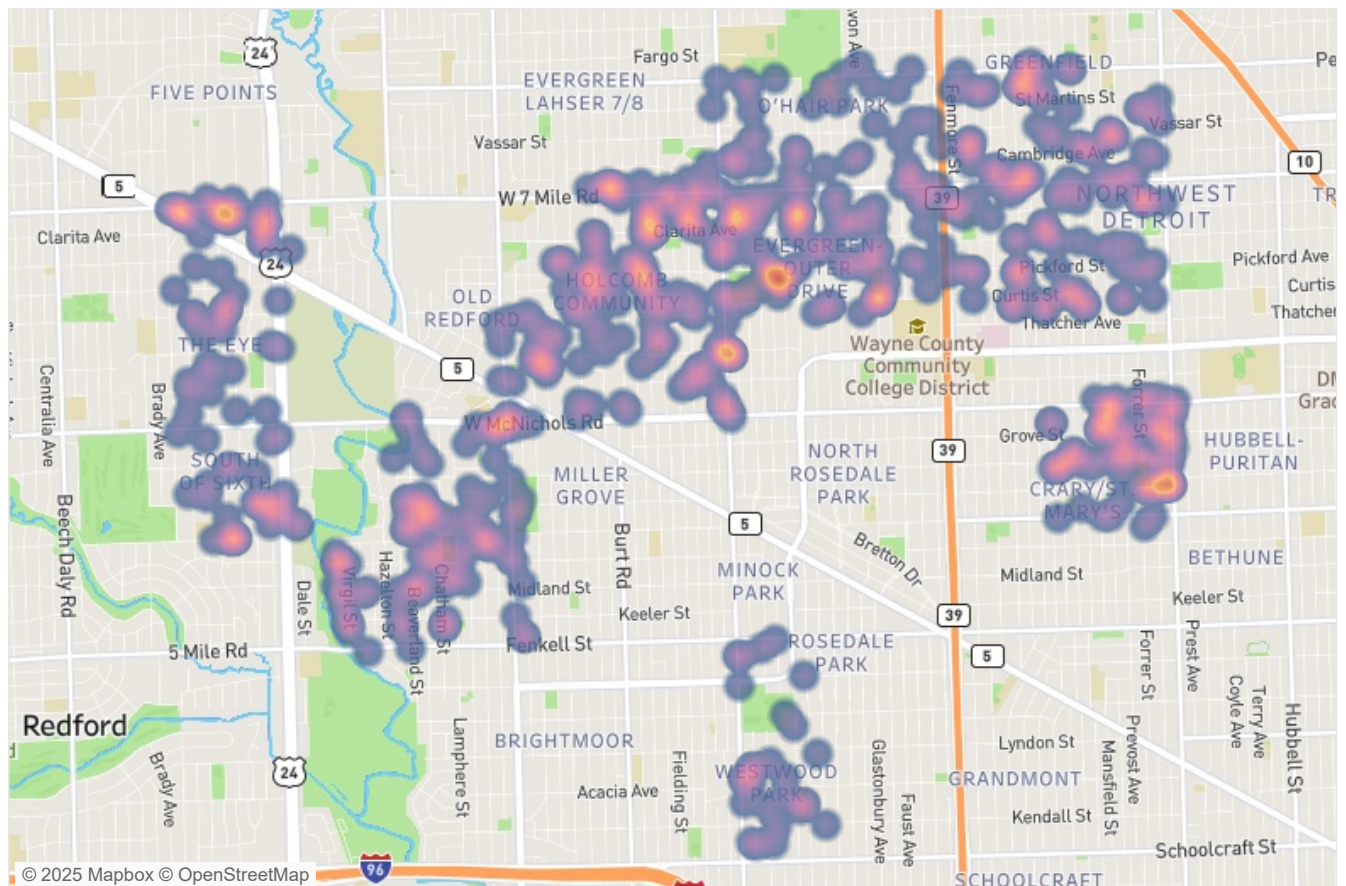 24
Fargo St
von Ave
GREENFIELD
Pe
FIVE POINTS
EVERGREEN
LAHSER 7/8
O'HAIR PARK
Fenmore St
St Martins St
Vassar St
Vassar St
Cambridge Ave
10
5
W 7 Mile Rd
39
NORTHWEST
DETROIT
TR
Clarita Ave
Clarita Ave
24
EVERGREEN-
OUTER
DRIVE
Pickford St
Pickford Ave
HOLCOMB
COMMUNITY
OLD
REDFORD
Curtis St
Curtis
Thatcher Ave
Thatcher
THE EYE
Wayne County
Community
College District
5
Centralia Ave
Brady Ave
Forrer St
DM
Grac
W McNichols Rd
Grove St
HUBBELL-
PURITAN
SOUTH
OF SIXTH
MILLER
GROVE
NORTH
ROSEDALE
PARK
39
CRARY/ST.
MARY'S
Beech Daly Rd
5
Burt Rd
Bretton Dr
BETHUNE
Dale St
Virgil St
Hazelton St
Beaverland St
Chatham St
Midland St
MINOCK
PARK
Midland St
Keeler St
Keeler St
39
5 Mile Rd
Fenkell St
ROSEDALE
PARK
5
Forrer St
Prest Ave
Coyle Ave
Terry Ave
Hubbell St
Redford
Lamphere St
BRIGHTMOOR
Lyndon St
Prevost Ave
Mansfield St
24
Brady Ave
Fielding St
WESTWOOD
PARK
Glastonbury Ave
Faust Ave
GRANDMONT
Acacia Ave
Kendall St
Schoolcraft St
96
SCHOOLCRAFT
© 2025 Mapbox © OpenStreetMap